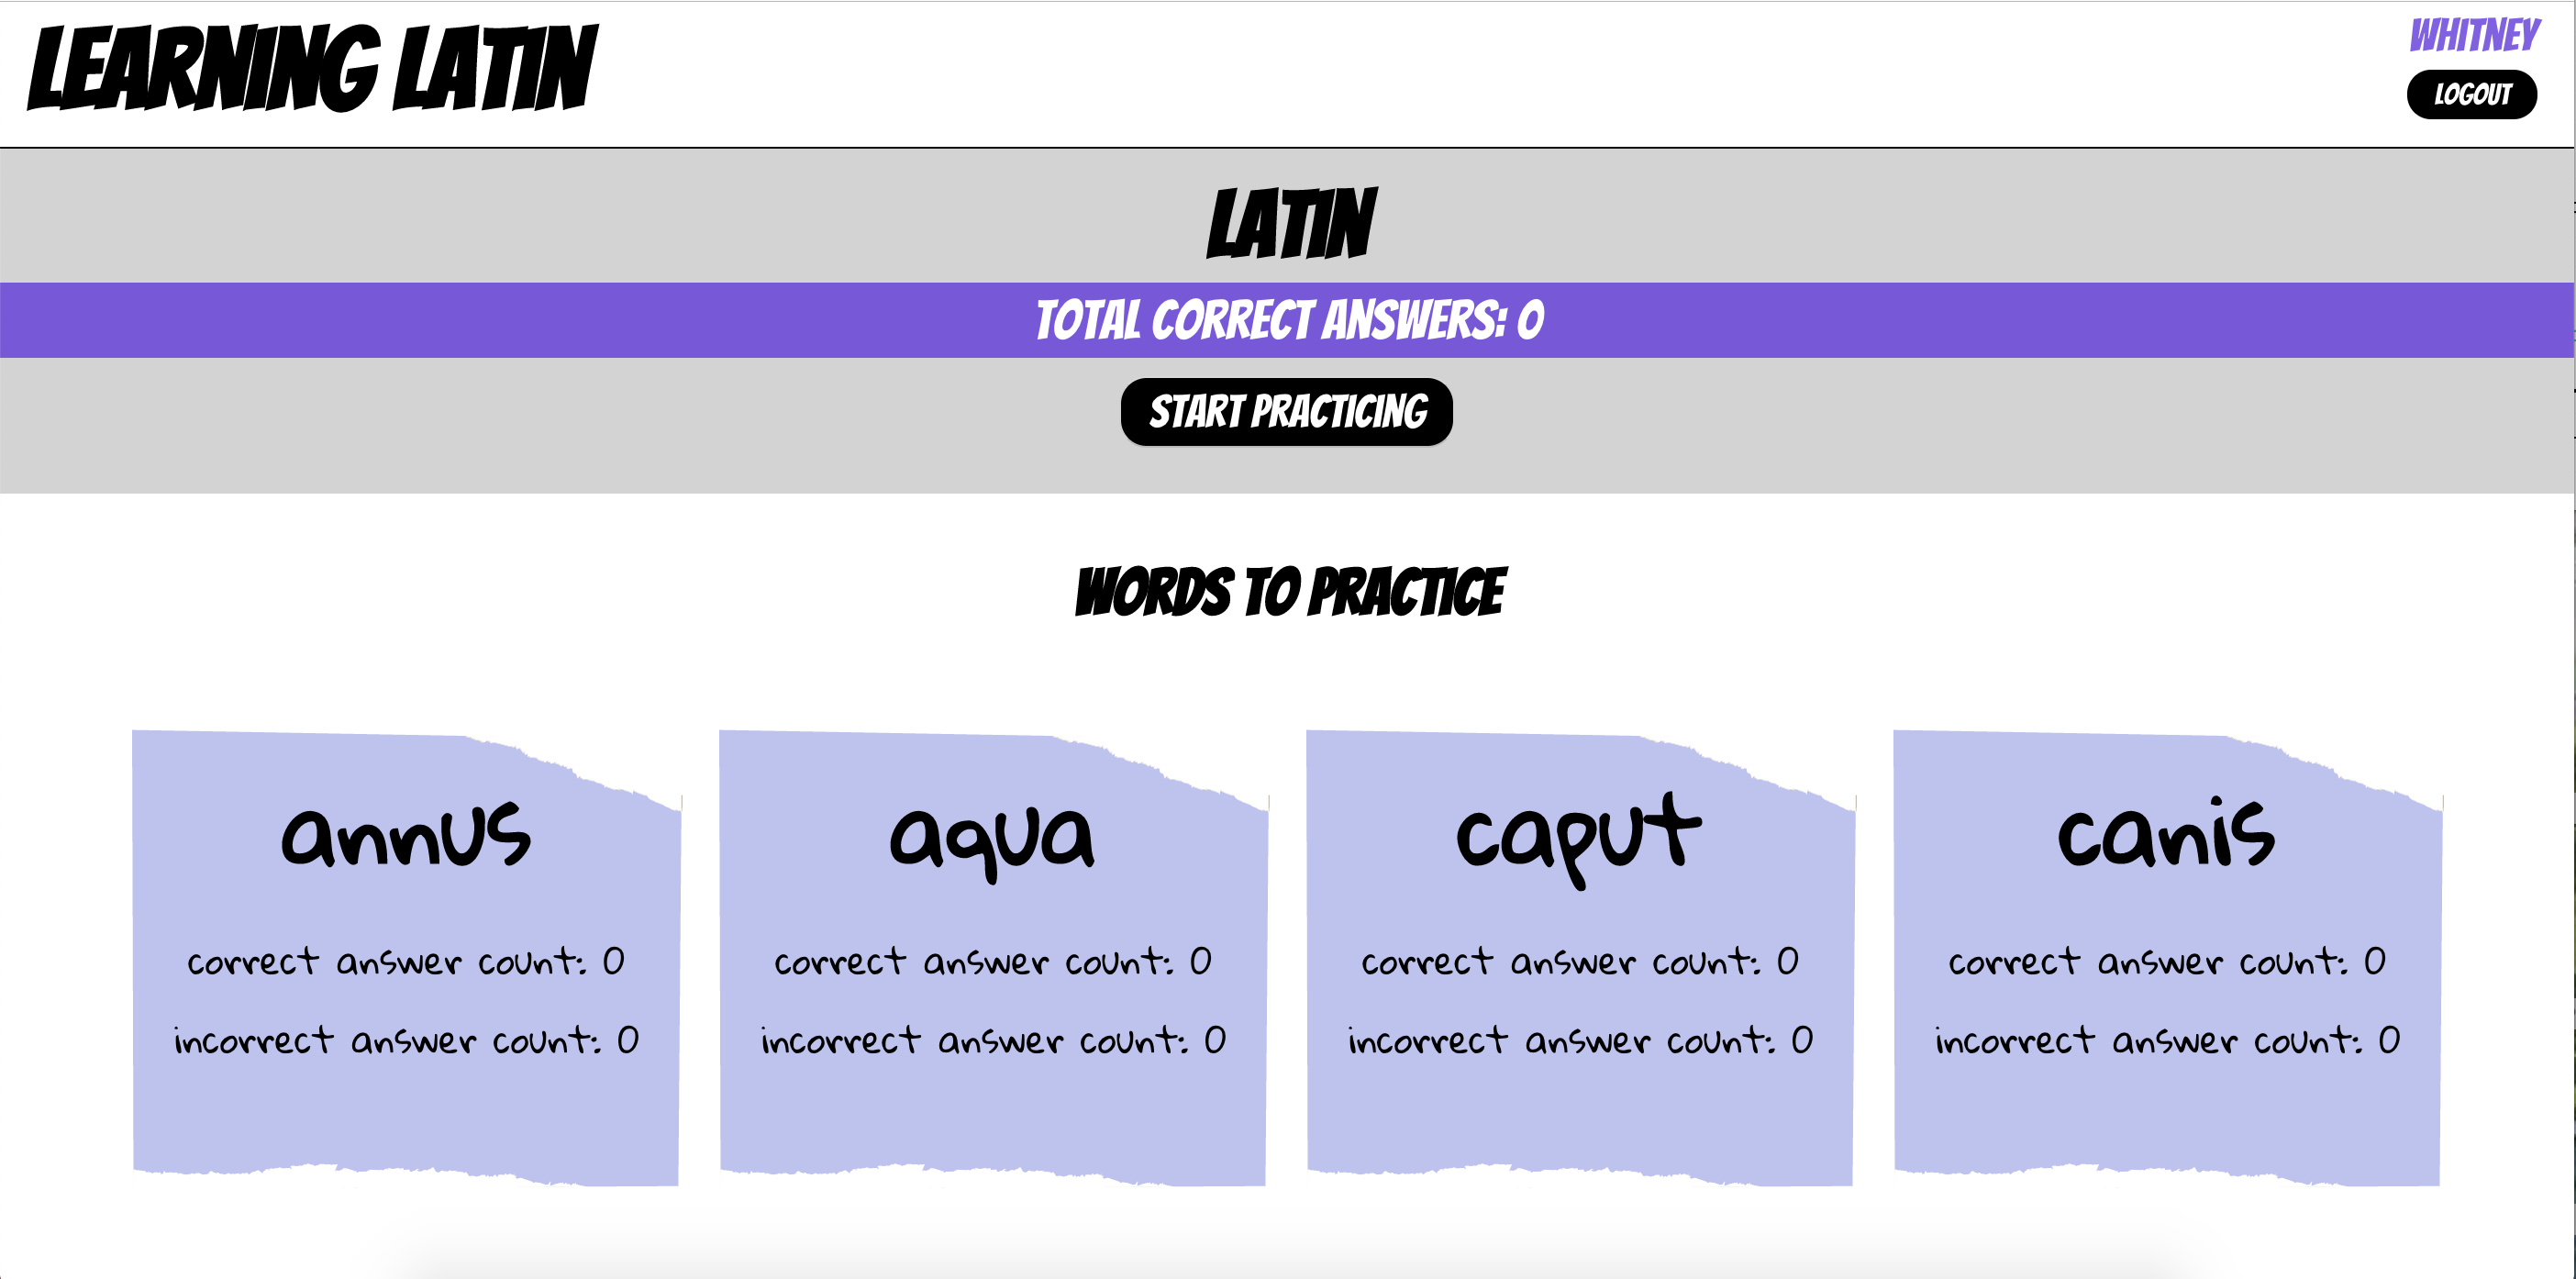 LEARNING LATIN
WHITNEY
LOGOUT
LATIN
TOTAL CORRECT ANSWERS: 0
START PRACTICING
WORDS TO PRACTICE
annus
correct answer count: 0
incorrect answer count: 0
aqua
correct answer count: 0
incorrect answer count: 0
caput
correct answer count: 0
incorrect answer count: 0
canis
correct answer count: 0
incorrect answer count: 0